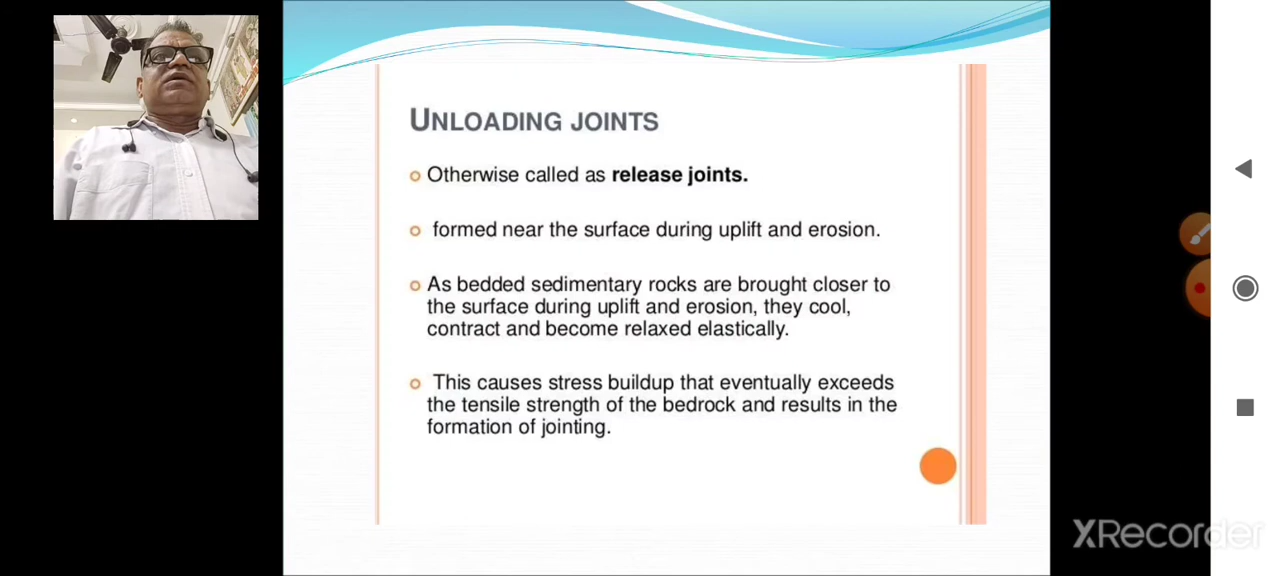 UNLOADING JOINTS
Otherwise called as release joints.
formed near the surface during uplift and erosion.
As bedded sedimentary rocks are brought closer to
the surface during uplift and erosion, they cool,
contract and become relaxed elastically.
This causes stress buildup that eventually exceeds
the tensile strength of the bedrock and results in the
formation of jointing.
XRecorder